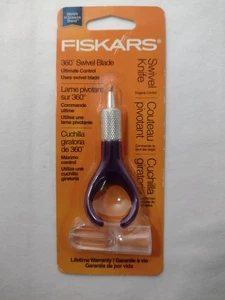 FISKARS
360° Swivel Blade
Ultimate Control
Uses swivel blade
Lame pivotante
sur 360°
Commande
ultime
Utilise une
lame pivotante
Cuchilla
giratoria
de 360°
Máximo
control
Utiliza una
cuchilla
giratoria
Swivel
Knife
Couteau
pivotant
Cuchilla
giratoria
Lifetime Warranty | Garantie à vie
Garantía de por vida